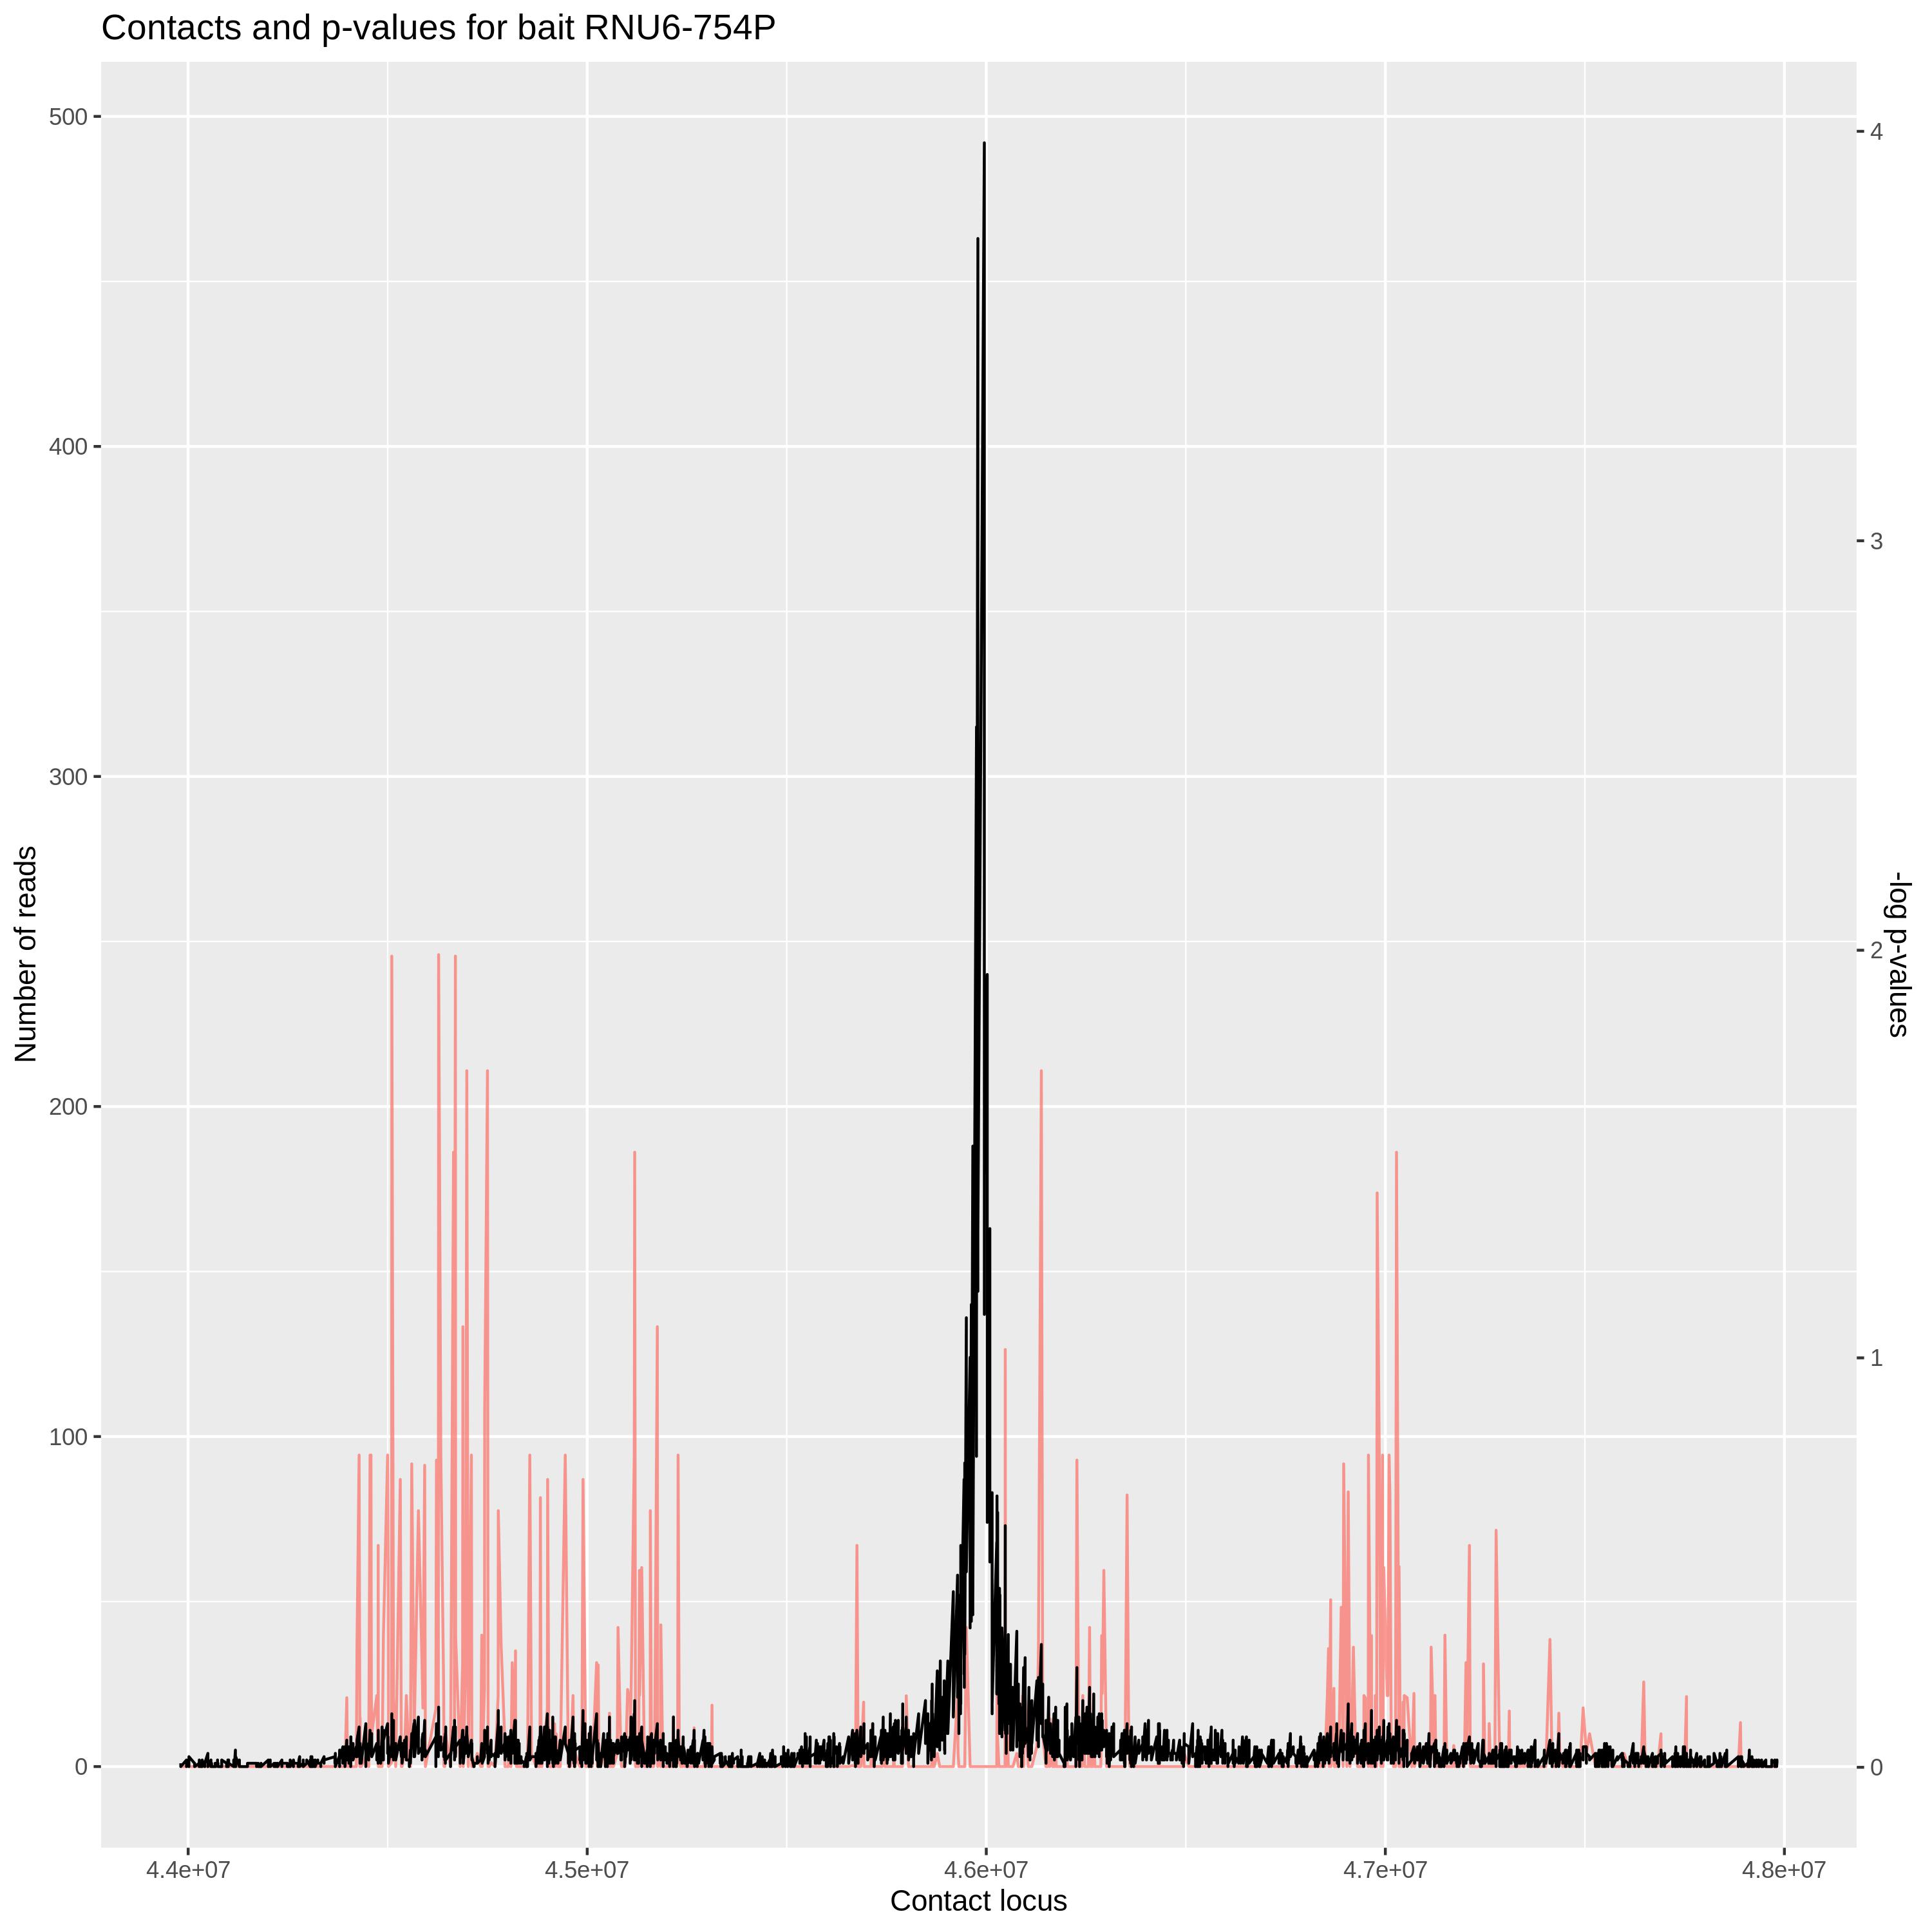 Contacts and p-values for bait RNU6-754P
500
400
300
200
100
0
Number of reads
4
3
2
1
0
-log p-values
4.4e+07 4.5e+07 4.6e+07 4.7e+07 4.8e+07
Contact locus